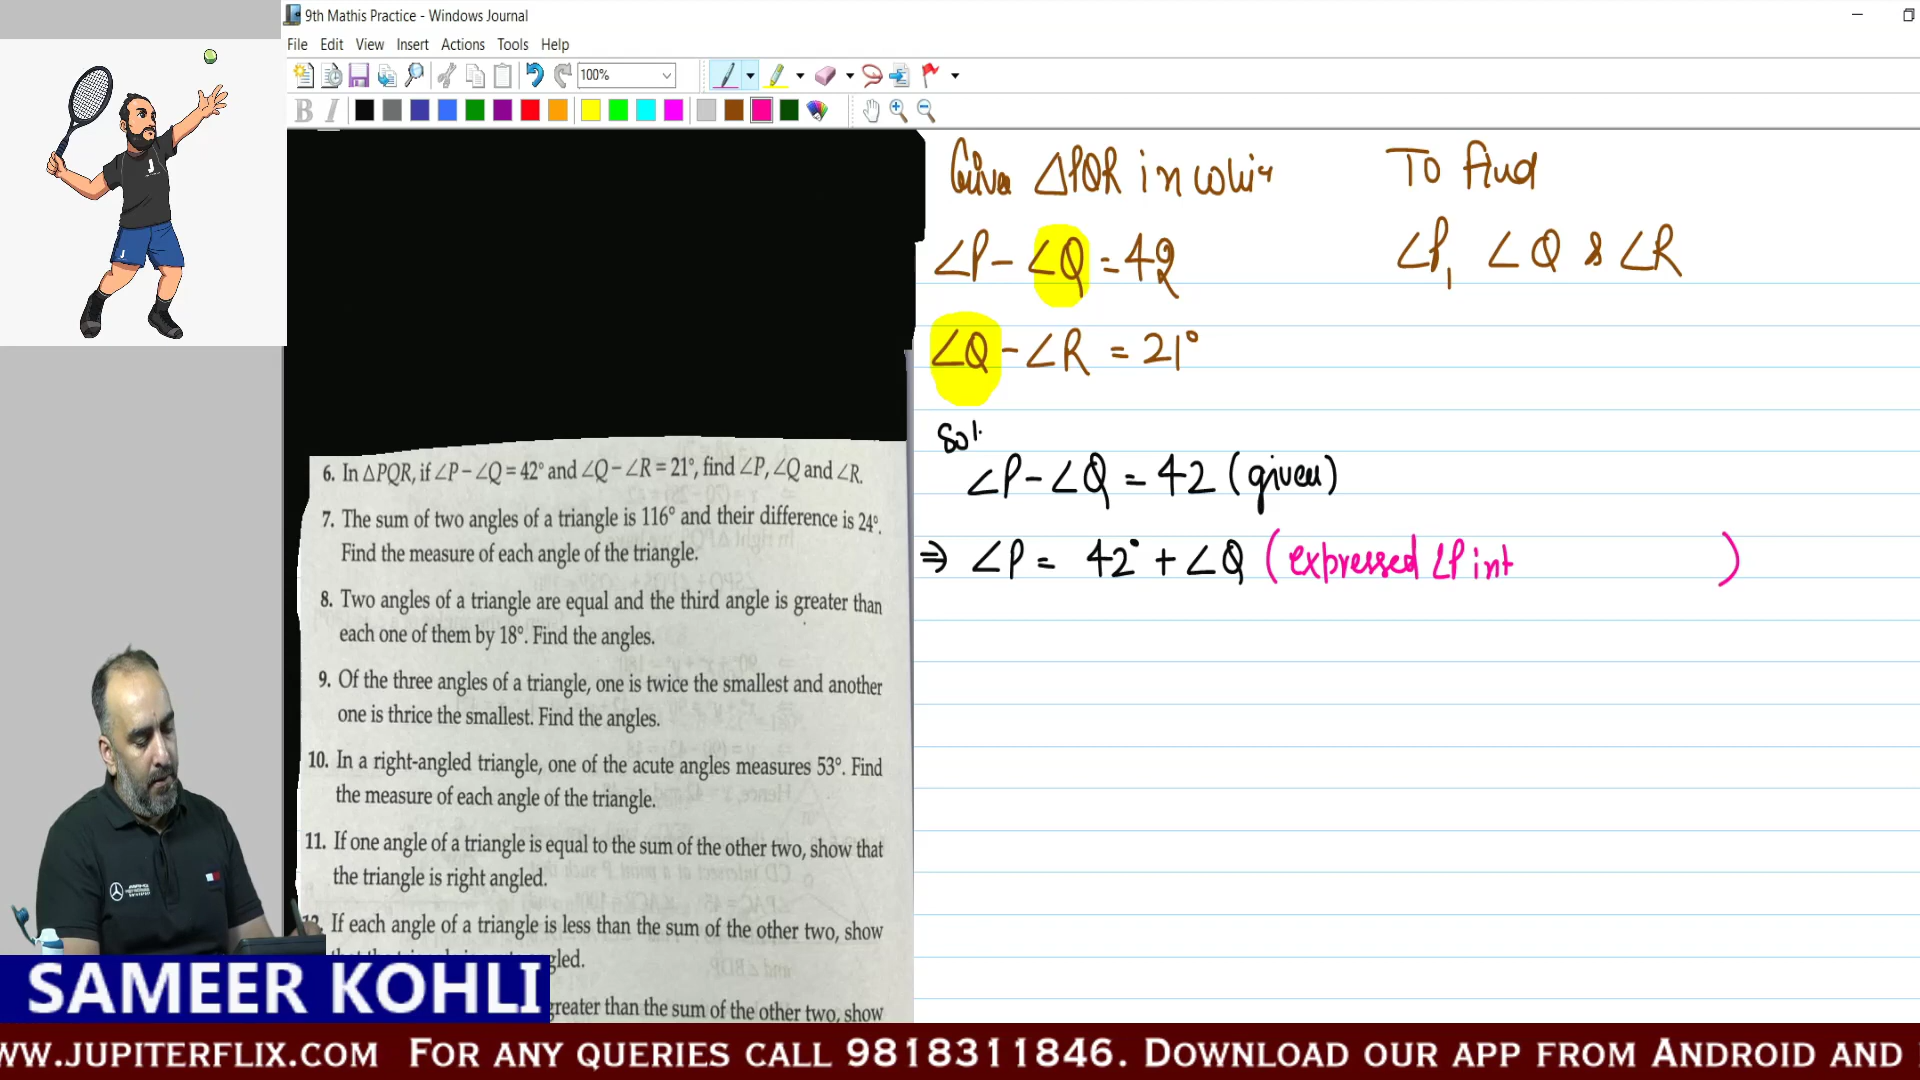 9th Mathis Practice - Windows Journal
File Edit View Insert Actions Tools Help
100%
B I
Given △PQR in
To find
∠P - ∠Q = 42
∠P, ∠Q & ∠R
∠Q - ∠R = 21°
Sol:
∠P - ∠Q = 42 (given)
⇒ ∠P = 42° + ∠Q (expressed ∠P int )
6. In △PQR, if ∠P − ∠Q = 42° and ∠Q − ∠R = 21°, find ∠P, ∠Q and ∠R.
7. The sum of two angles of a triangle is 116° and their difference is 24°.
Find the measure of each angle of the triangle.
8. Two angles of a triangle are equal and the third angle is greater than
each one of them by 18°. Find the angles.
9. Of the three angles of a triangle, one is twice the smallest and another
one is thrice the smallest. Find the angles.
10. In a right-angled triangle, one of the acute angles measures 53°. Find
the measure of each angle of the triangle.
11. If one angle of a triangle is equal to the sum of the other two, show that
the triangle is right angled.
If each angle of a triangle is less than the sum of the other two, show
gled.
greater than the sum of the other two, show
SAMEER KOHLI
WW.JUPITERFLIX.COM FOR ANY QUERIES CALL 9818311846. DOWNLOAD OUR APP FROM ANDROID AND